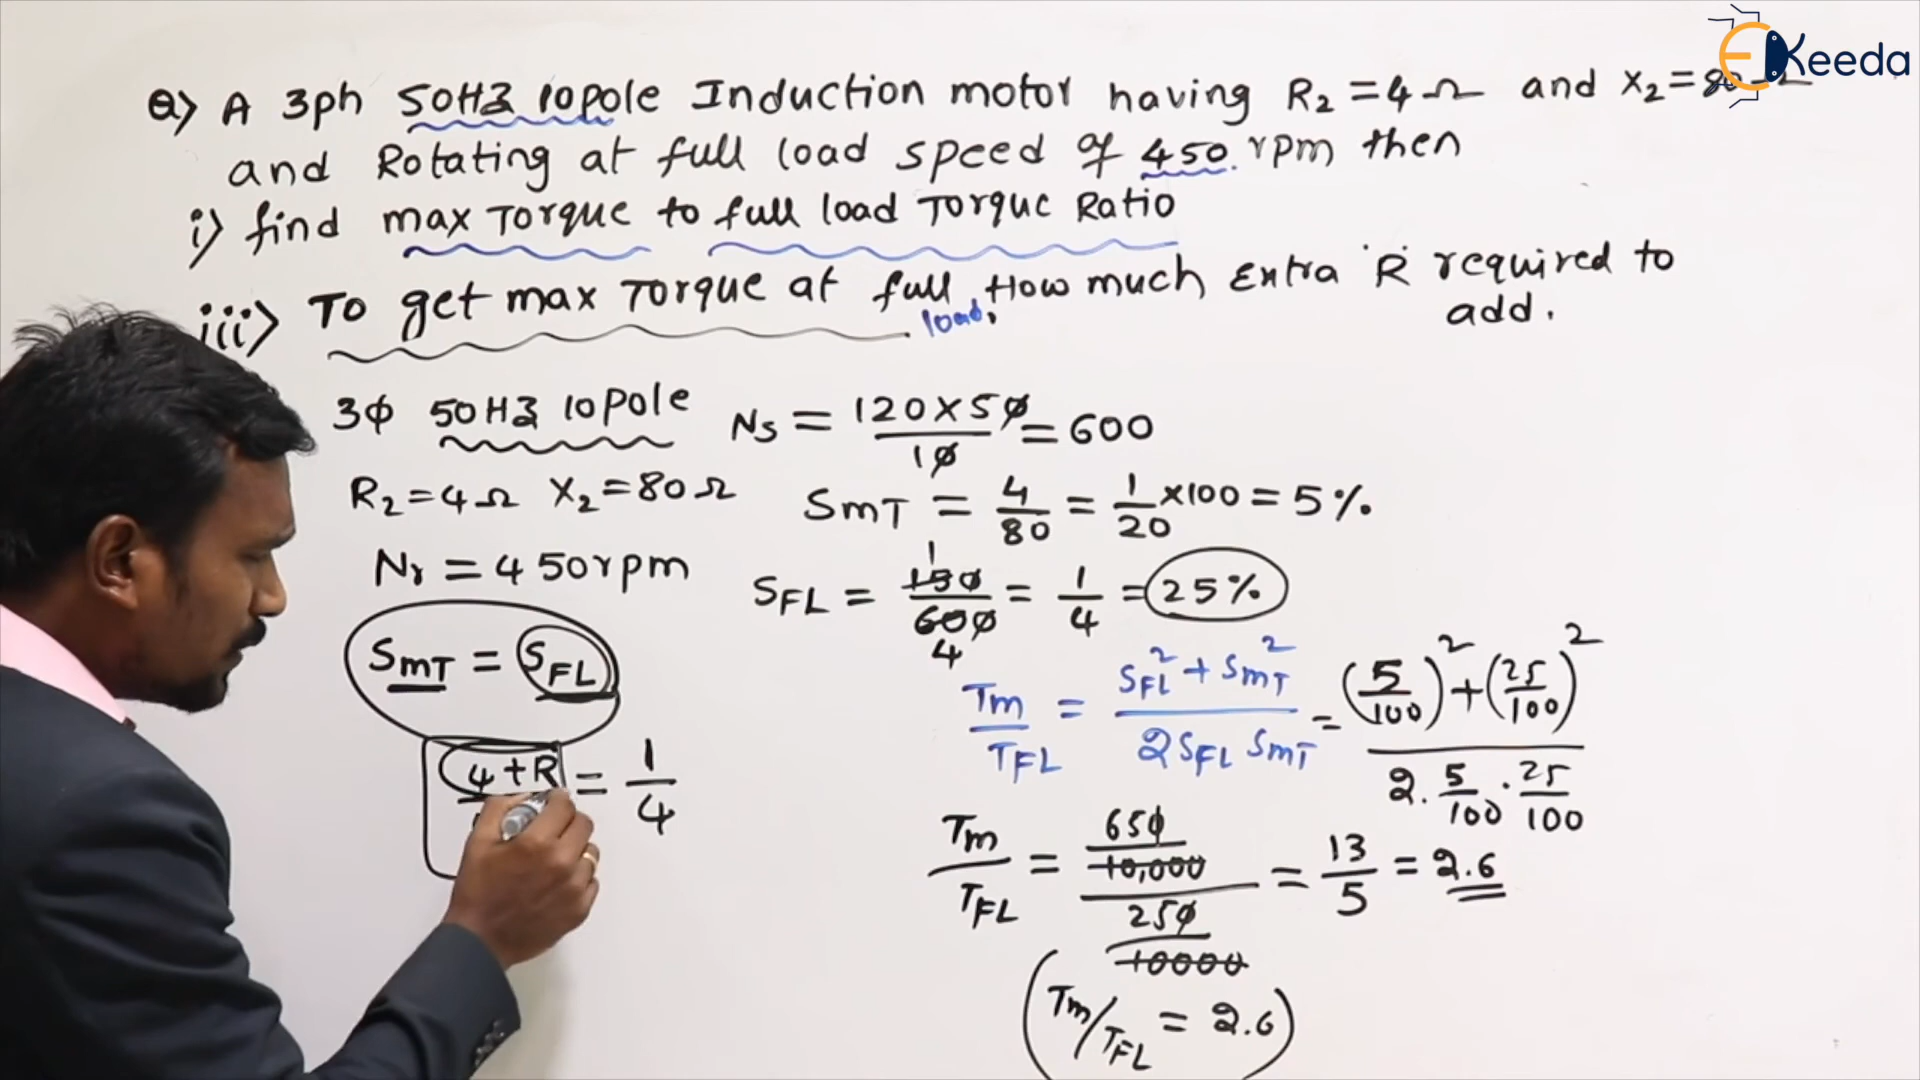 EKeeda
Q) A 3ph 50HZ 10pole Induction motor having R₂ = 4Ω and X₂ = 80Ω
and Rotating at full load speed of 450 rpm then
i) find max Torque to full load Torque Ratio
iii) To get max Torque at full load. How much Extra 'R' required to add.
3ϕ 50HZ 10pole
R₂ = 4Ω X₂ = 80Ω
Nr = 450rpm
SmT = SFL
4+R
= 1/4
Ns = 120×50/10 = 600
SmT = 4/80 = 1/20 ×100 = 5%.
SFL = 150/600 = 1/4 = 25%
1
4
Tm/TFL = SFL² + SmT² / 2 SFL SmT = (5/100)² + (25/100)² / 2. 5/100 . 25/100
Tm/TFL = 650/10,000 / 250/10000 = 13/5 = 2.6
Tm/TFL = 2.6